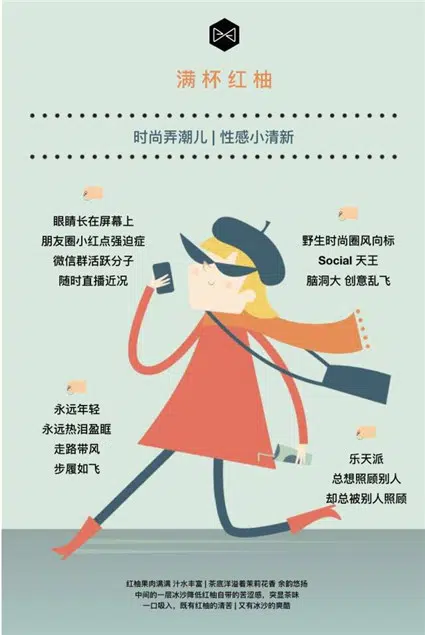 满杯红柚
时尚弄潮儿 | 性感小清新
眼睛长在屏幕上
朋友圈小红点强迫症
微信群活跃分子
随时直播近况
野生时尚圈风向标
Social 天王
脑洞大 创意乱飞
永远年轻
永远热泪盈眶
走路带风
步履如飞
乐天派
总想照顾别人
却总被别人照顾
红柚果肉满满 汁水丰富 | 茶底洋溢着茉莉花香 余韵悠扬
中间的一层冰沙降低红柚自带的苦涩感，突显茶味
一口吸入，既有红柚的清苦 | 又有冰沙的爽酷